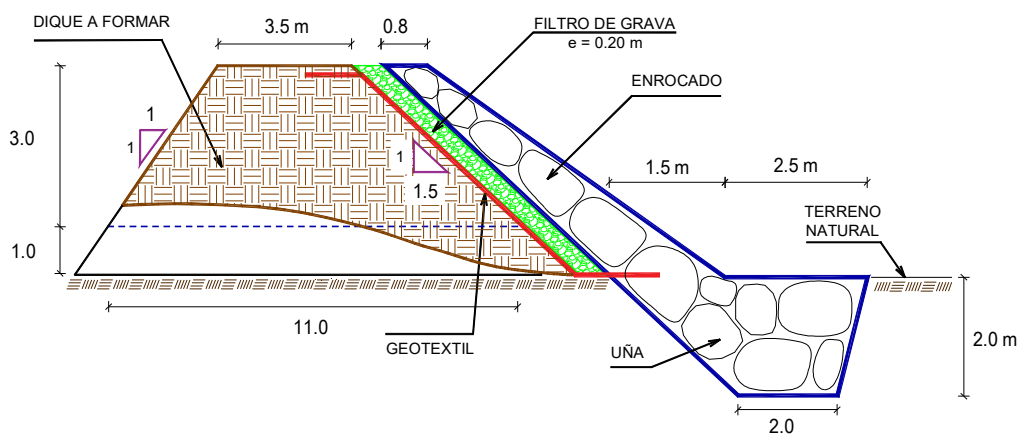 DIQUE A FORMAR
3.5 m
0.8
FILTRO DE GRAVA
e = 0.20 m
ENROCADO
3.0
1
1
1
1.5
1.5 m
2.5 m
TERRENO
NATURAL
1.0
11.0
GEOTEXTIL
UÑA
2.0 m
2.0